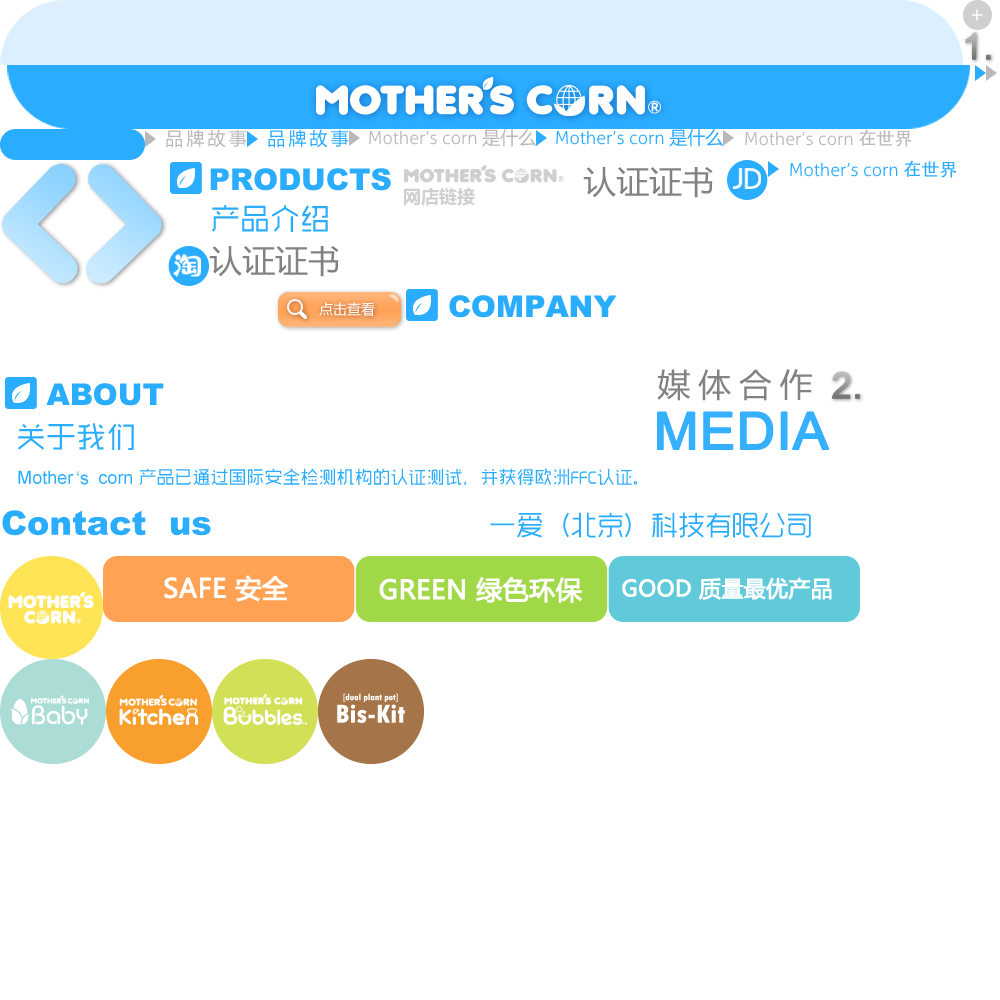 +
1.
MOTHER'S CORN®
品牌故事 品牌故事 Mother's corn 是什么 Mother's corn 是什么 Mother's corn 在世界
PRODUCTS MOTHER'S CORN® 认证证书 JD Mother's corn 在世界
网店链接
产品介绍
淘 认证证书
点击查看 COMPANY
媒体合作 2.
ABOUT MEDIA
关于我们
Mother‘s corn 产品已通过国际安全检测机构的认证测试，并获得欧洲FFC认证。
Contact us 一爱（北京）科技有限公司
SAFE 安全 GREEN 绿色环保 GOOD 质量最优产品
MOTHER'S
CORN®
MOTHER'S CORN
Baby
MOTHER'S CORN
Kitchen
MOTHER'S CORN
Bubbles™
[dual plant pot]
Bis-Kit